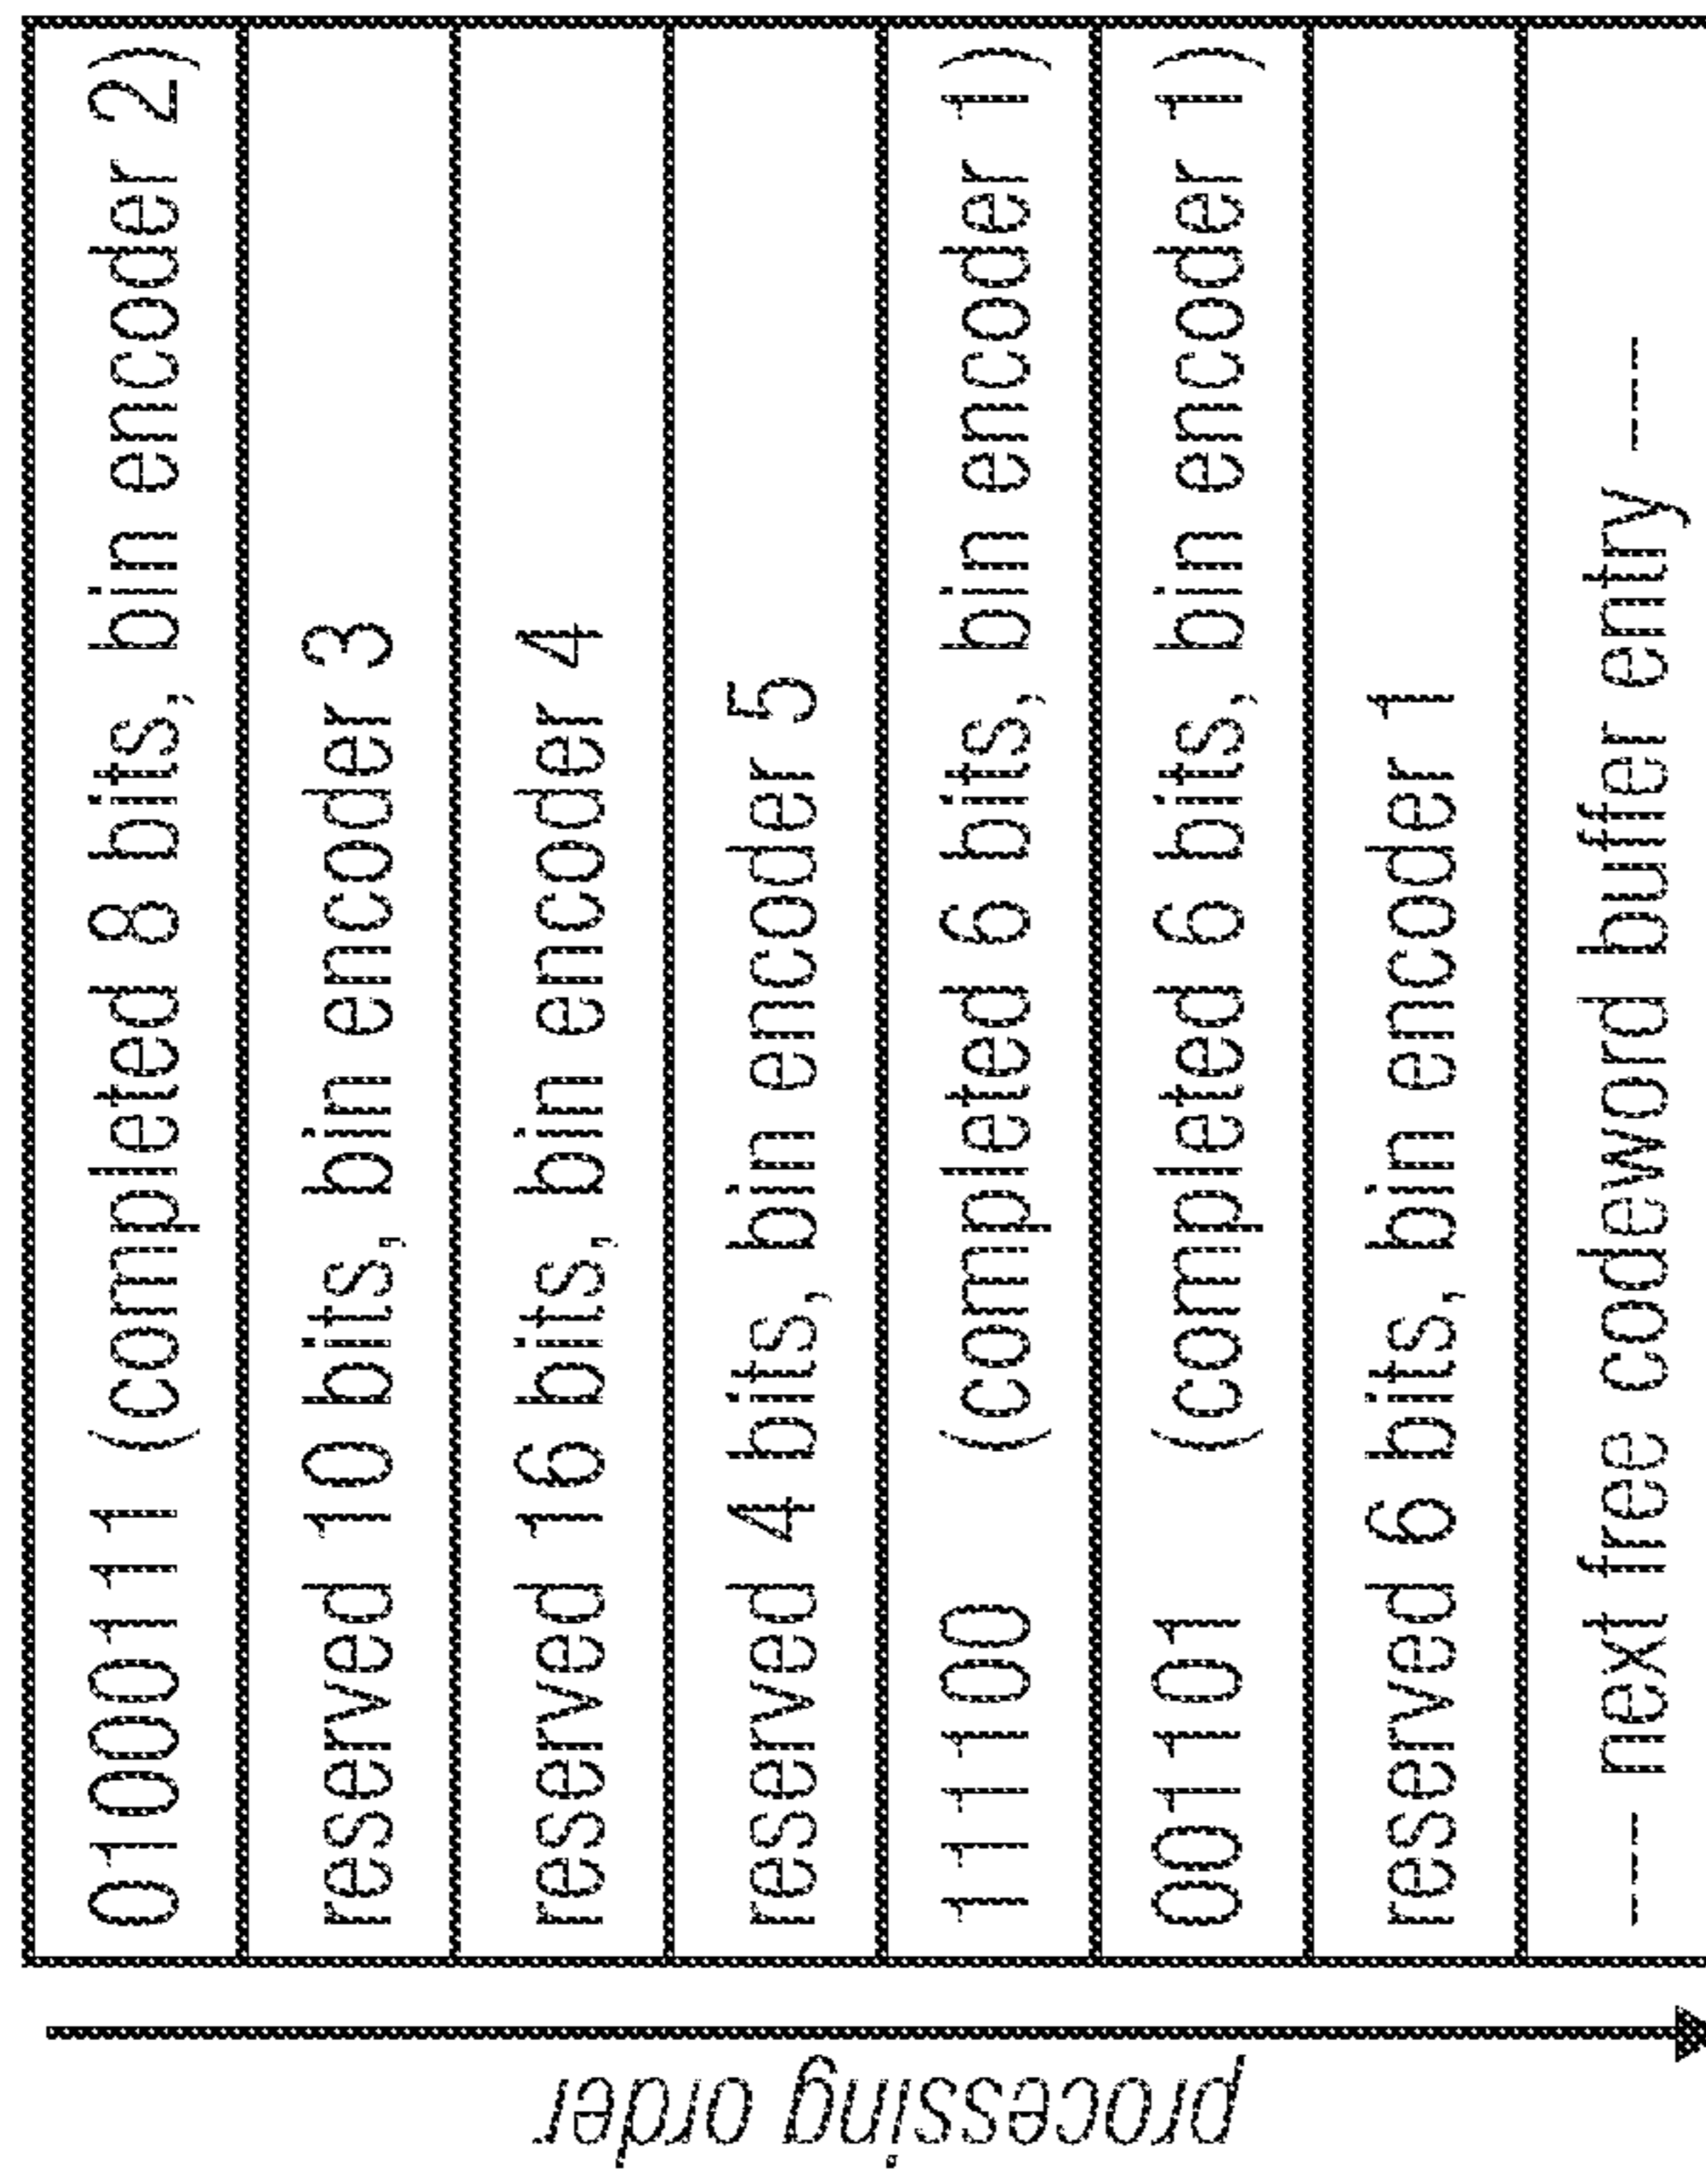 01000111 (completed 8 bits, bin encoder 2)
reserved 10 bits, bin encoder 3
reserved 16 bits, bin encoder 4
reserved 4 bits, bin encoder 5
111100 (completed 6 bits, bin encoder 1)
001101 (completed 6 bits, bin encoder 1)
reserved 6 bits, bin encoder 1
---- next free codeword buffer entry ----
processing order